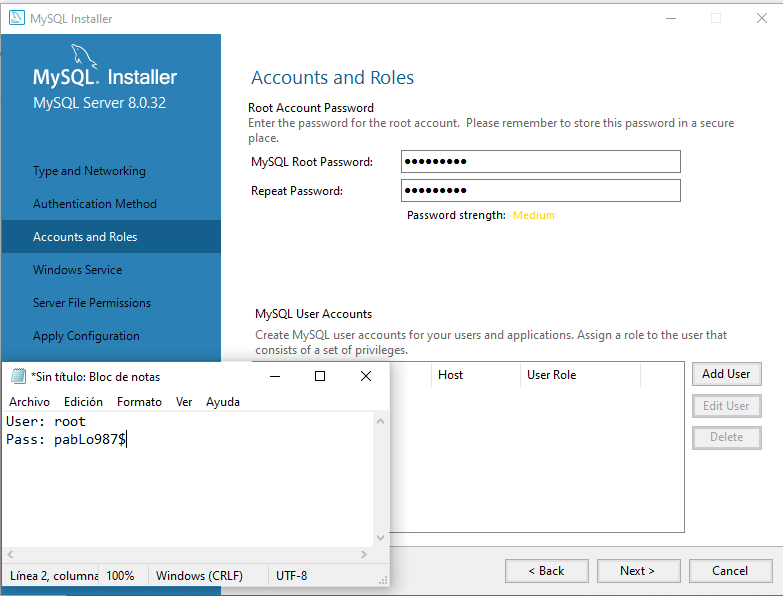 MySQL Installer
MySQL. Installer
MySQL Server 8.0.32
Type and Networking
Authentication Method
Accounts and Roles
Windows Service
Server File Permissions
Apply Configuration
Accounts and Roles
Root Account Password
Enter the password for the root account. Please remember to store this password in a secure
place.
MySQL Root Password: ●●●●●●●●●
Repeat Password: ●●●●●●●●●
Password strength: Medium
MySQL User Accounts
Create MySQL user accounts for your users and applications. Assign a role to the user that
consists of a set of privileges.
Host User Role
Add User
Edit User
Delete
*Sin título: Bloc de notas
Archivo Edición Formato Ver Ayuda
User: root
Pass: pabLo987$
Línea 2, columna 100% Windows (CRLF) UTF-8
< Back Next > Cancel